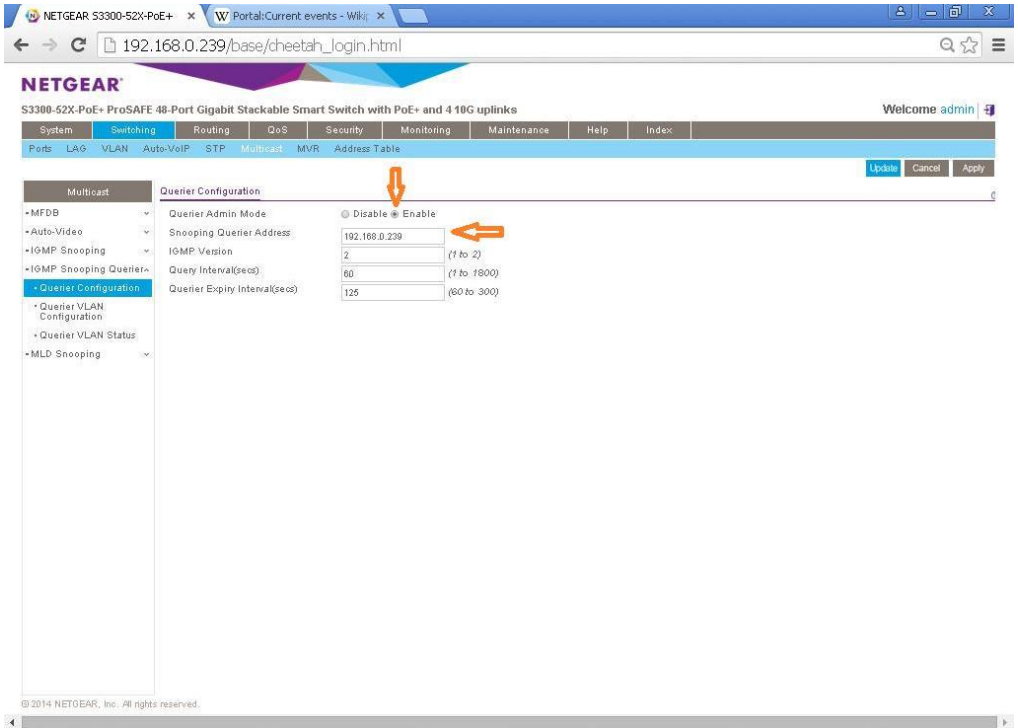 NETGEAR S3300-52X-PoE+ Portal:Current events - Wiki
192.168.0.239/base/cheetah_login.html
NETGEAR
S3300-52X-PoE+ ProSAFE 48-Port Gigabit Stackable Smart Switch with PoE+ and 4 10G uplinks Welcome admin
System Switching Routing QoS Security Monitoring Maintenance Help Index
Ports LAG VLAN Auto-VoIP STP Multicast MVR Address Table
Update Cancel Apply
Multicast
MFDB
Auto-Video
IGMP Snooping
IGMP Snooping Querier
Querier Configuration
Querier VLAN
Configuration
Querier VLAN Status
MLD Snooping
Querier Configuration
Querier Admin Mode Disable Enable
Snooping Querier Address 192.168.0.239
IGMP Version 2 (1 to 2)
Query Interval(secs) 60 (1 to 1800)
Querier Expiry Interval(secs) 125 (60 to 300)
© 2014 NETGEAR, Inc. All rights reserved.